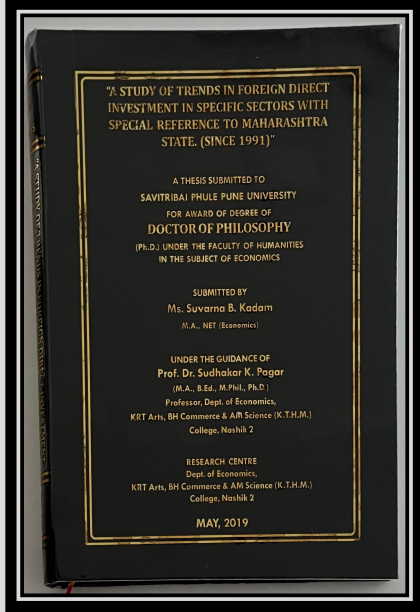 "A STUDY OF TRENDS IN FOREIGN DIRECT
INVESTMENT IN SPECIFIC SECTORS WITH
SPECIAL REFERENCE TO MAHARASHTRA
STATE. (SINCE 1991)"
A THESIS SUBMITTED TO
SAVITRIBAI PHULE PUNE UNIVERSITY
FOR AWARD OF DEGREE OF
DOCTOR OF PHILOSOPHY
(Ph.D.) UNDER THE FACULTY OF HUMANITIES
IN THE SUBJECT OF ECONOMICS
SUBMITTED BY
Ms. Suvarna B. Kadam
M.A., NET (Economics)
UNDER THE GUIDANCE OF
Prof. Dr. Sudhakar K. Pagar
(M.A., B.Ed., M.Phil., Ph.D)
Professor, Dept. of Economics,
KRT Arts, BH Commerce & AM Science (K.T.H.M.)
College, Nashik 2
RESEARCH CENTRE
Dept. of Economics,
KRT Arts, BH Commerce & AM Science (K.T.H.M.)
College, Nashik 2
MAY, 2019